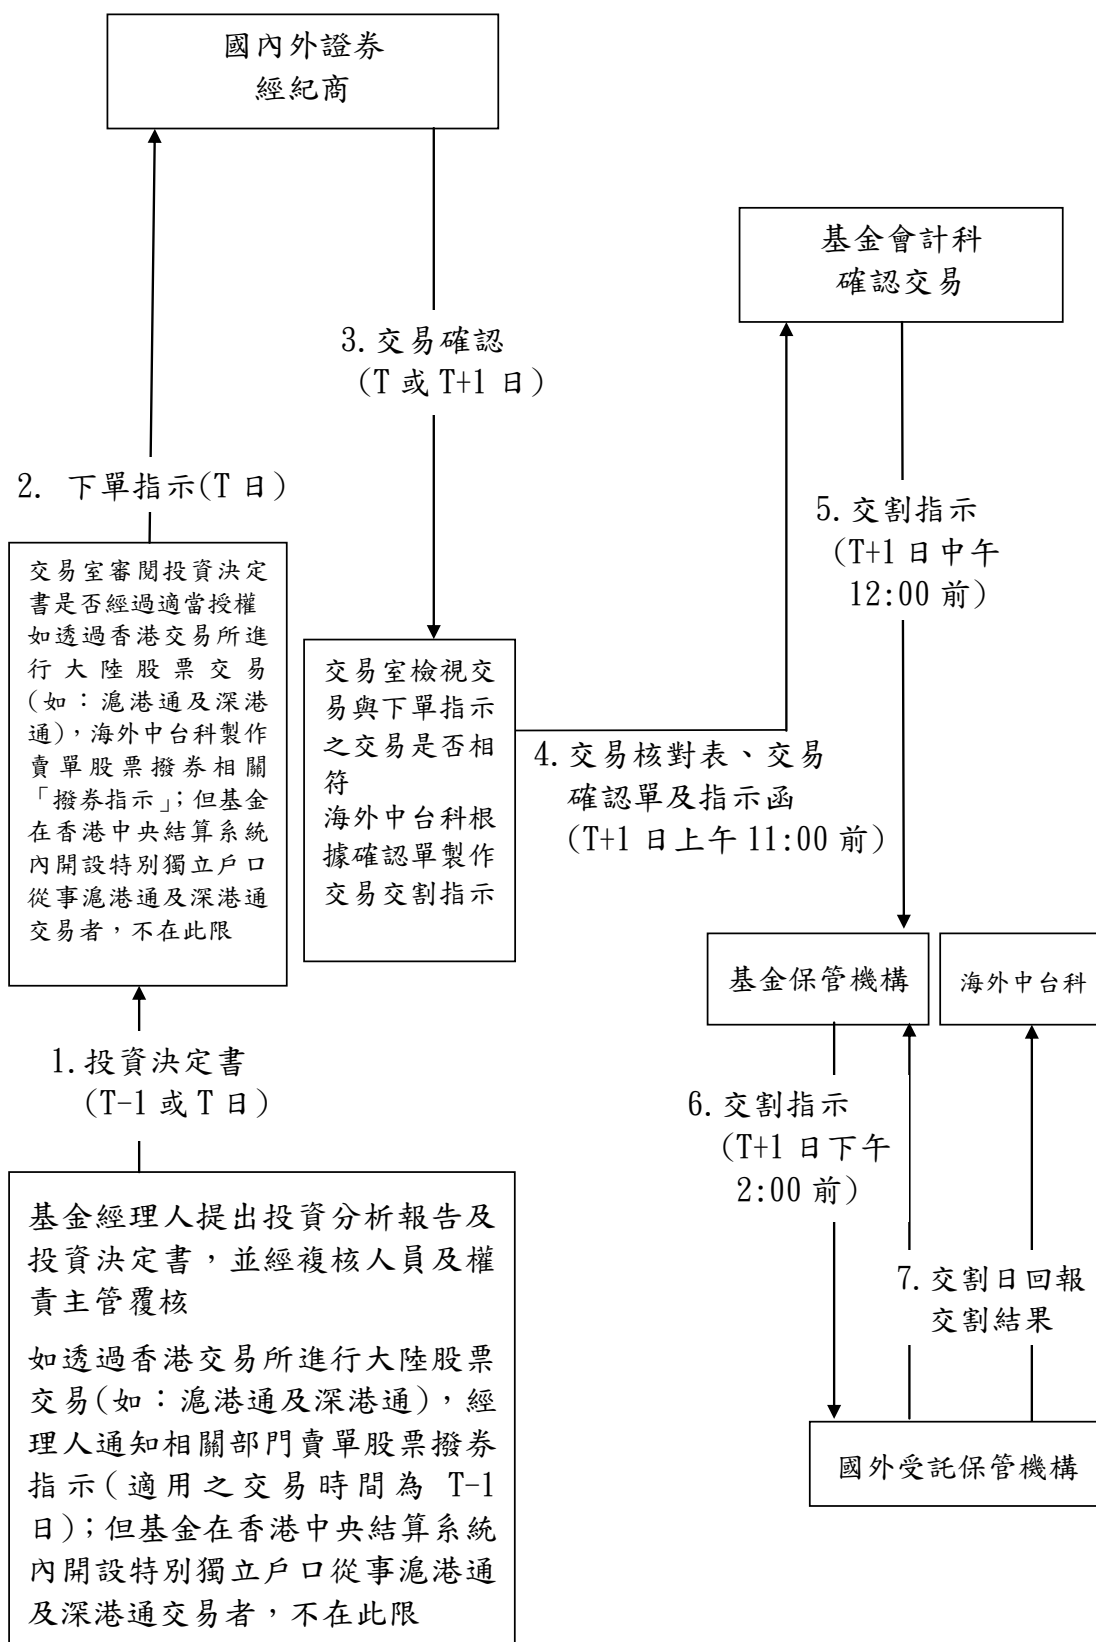 國內外證券
經紀商
基金會計科
確認交易
3.交易確認
(T 或 T+1 日)
2. 下單指示(T 日)
5.交割指示
(T+1 日中午
12:00 前)
交易室審閱投資決定
書是否經過適當授權
如透過香港交易所進
行大陸股票交易
(如：滬港通及深港
通)，海外中台科製作
賣單股票撥券相關
「撥券指示」；但基金
在香港中央結算系統
內開設特別獨立戶口
從事滬港通及深港通
交易者，不在此限
交易室檢視交
易與下單指示
之交易是否相
符
海外中台科根
據確認單製作
交易交割指示
4.交易核對表、交易
確認單及指示函
(T+1 日上午 11:00 前)
基金保管機構
海外中台科
1.投資決定書
(T-1 或 T 日)
6.交割指示
(T+1 日下午
2:00 前)
7.交割日回報
交割結果
基金經理人提出投資分析報告及
投資決定書，並經複核人員及權
責主管覆核
如透過香港交易所進行大陸股票
交易(如：滬港通及深港通)，經
理人通知相關部門賣單股票撥券
指示(適用之交易時間為 T-1
日)；但基金在香港中央結算系統
內開設特別獨立戶口從事滬港通
及深港通交易者，不在此限
國外受託保管機構